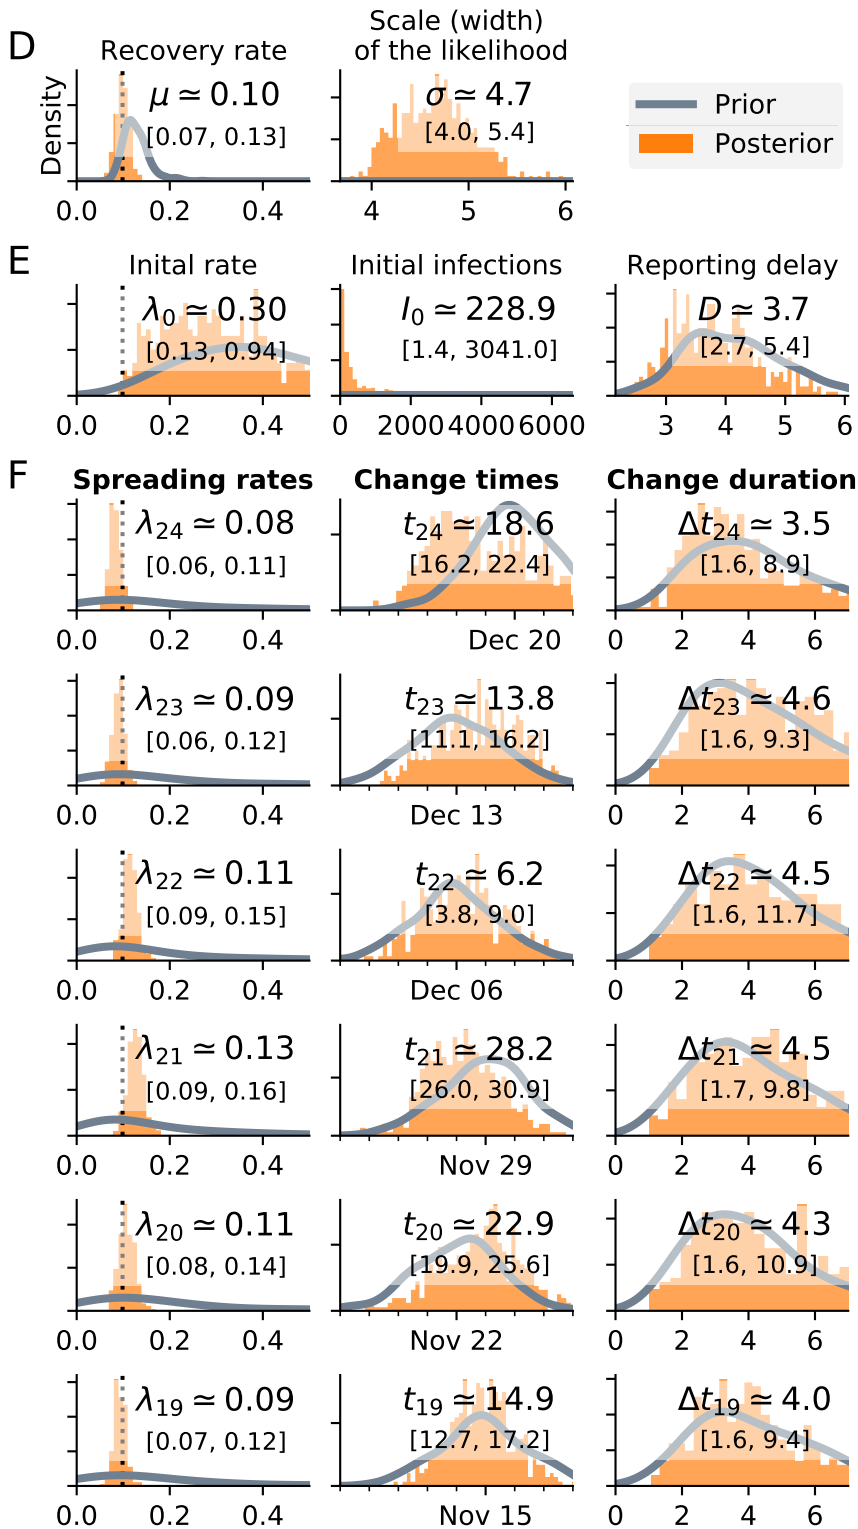 D
Recovery rate
Scale (width)
of the likelihood
Density
μ ≃ 0.10
[0.07, 0.13]
0.0 0.2 0.4
σ ≃ 4.7
[4.0, 5.4]
4 5 6
Prior
Posterior
E
Inital rate
λ0 ≃ 0.30
[0.13, 0.94]
0.0 0.2 0.4
Initial infections
I0 ≃ 228.9
[1.4, 3041.0]
0 2000 4000 6000
Reporting delay
D ≃ 3.7
[2.7, 5.4]
3 4 5 6
F
Spreading rates
Change times
Change duration
λ24 ≃ 0.08
[0.06, 0.11]
0.0 0.2 0.4
t24 ≃ 18.6
[16.2, 22.4]
Dec 20
Δt24 ≃ 3.5
[1.6, 8.9]
0 2 4 6
λ23 ≃ 0.09
[0.06, 0.12]
0.0 0.2 0.4
t23 ≃ 13.8
[11.1, 16.2]
Dec 13
Δt23 ≃ 4.6
[1.6, 9.3]
0 2 4 6
λ22 ≃ 0.11
[0.09, 0.15]
0.0 0.2 0.4
t22 ≃ 6.2
[3.8, 9.0]
Dec 06
Δt22 ≃ 4.5
[1.6, 11.7]
0 2 4 6
λ21 ≃ 0.13
[0.09, 0.16]
0.0 0.2 0.4
t21 ≃ 28.2
[26.0, 30.9]
Nov 29
Δt21 ≃ 4.5
[1.7, 9.8]
0 2 4 6
λ20 ≃ 0.11
[0.08, 0.14]
0.0 0.2 0.4
t20 ≃ 22.9
[19.9, 25.6]
Nov 22
Δt20 ≃ 4.3
[1.6, 10.9]
0 2 4 6
λ19 ≃ 0.09
[0.07, 0.12]
0.0 0.2 0.4
t19 ≃ 14.9
[12.7, 17.2]
Nov 15
Δt19 ≃ 4.0
[1.6, 9.4]
0 2 4 6